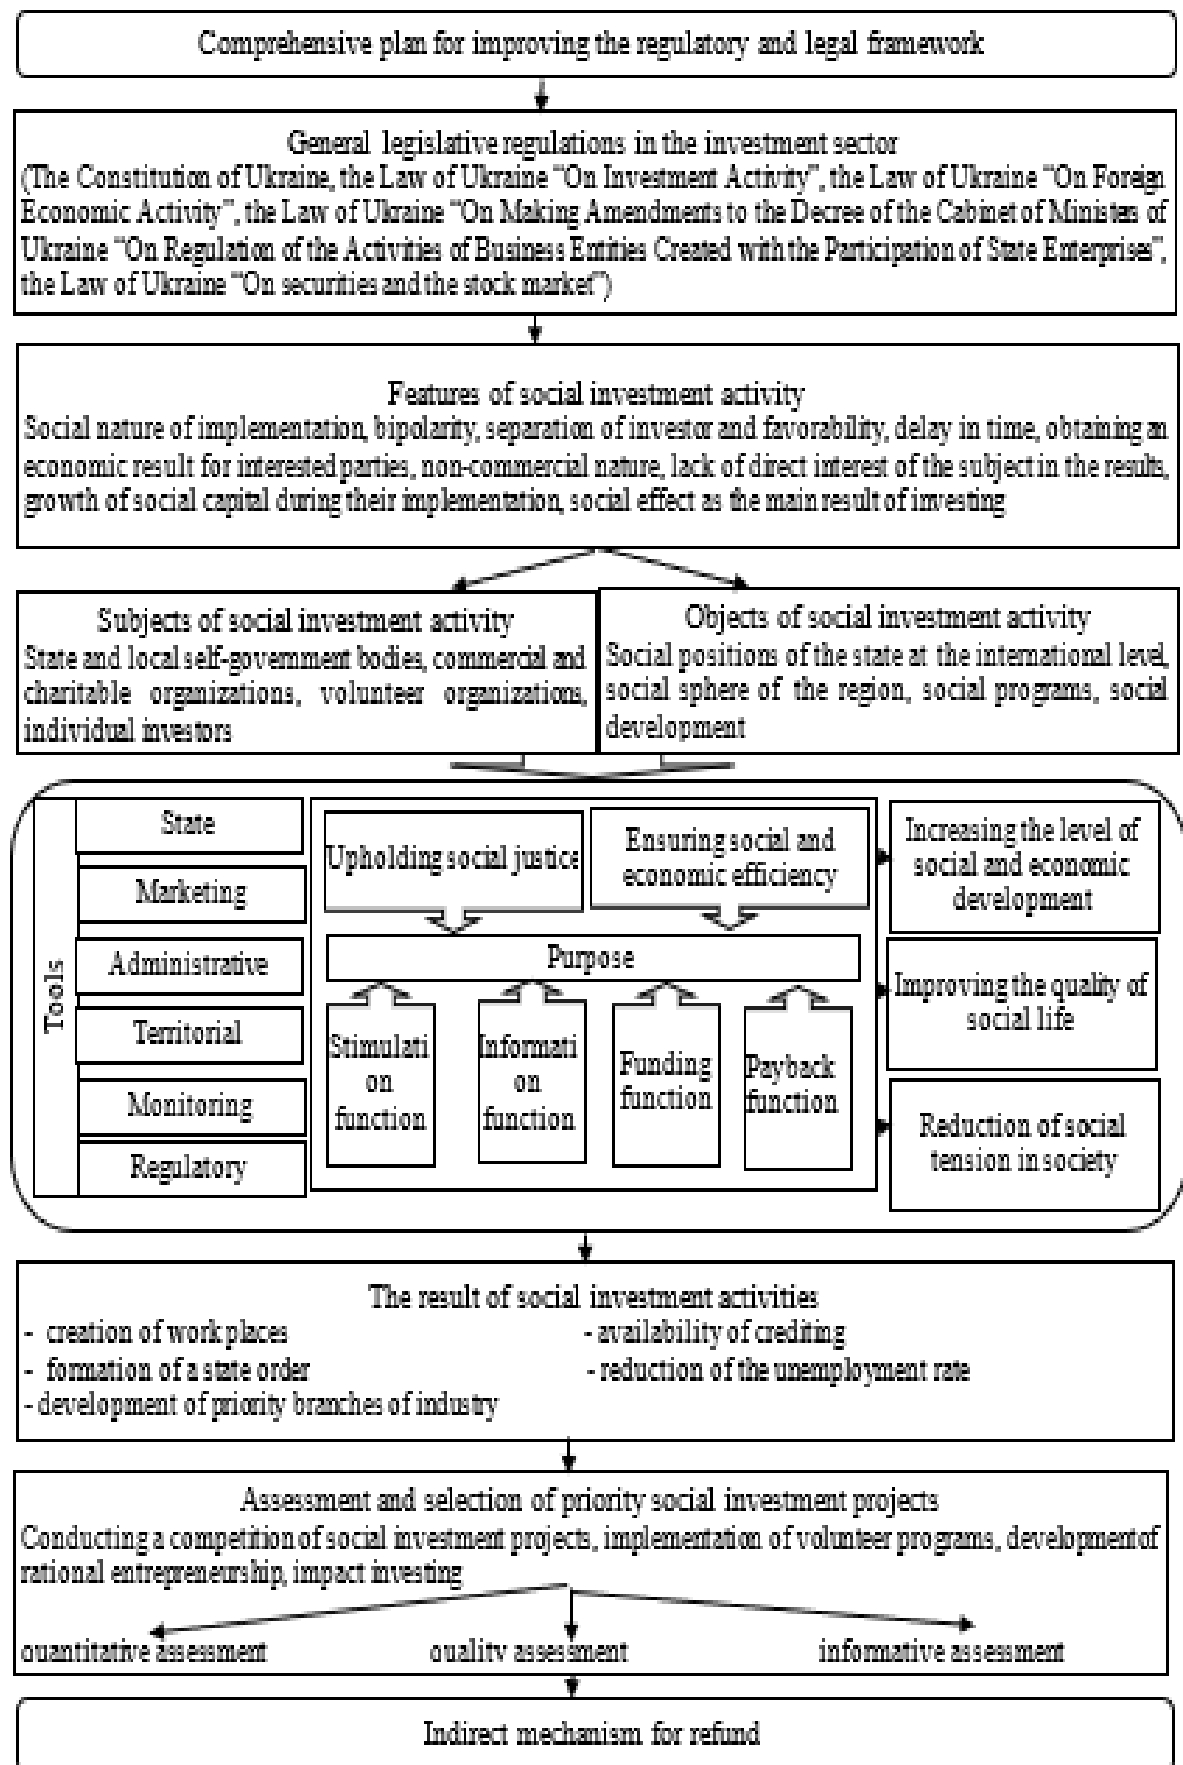 Comprehensive plan for improving the regulatory and legal framework
General legislative regulations in the investment sector
(The Constitution of Ukraine, the Law of Ukraine “On Investment Activity”, the Law of Ukraine “On Foreign
Economic Activity”, the Law of Ukraine “On Making Amendments to the Decree of the Cabinet of Ministers of
Ukraine “On Regulation of the Activities of Business Entities Created with the Participation of State Enterprises”,
the Law of Ukraine “On securities and the stock market”)
Features of social investment activity
Social nature of implementation, bipolarity, separation of investor and favorability, delay in time, obtaining an
economic result for interested parties, non-commercial nature, lack of direct interest of the subject in the results,
growth of social capital during their implementation, social effect as the main result of investing
Subjects of social investment activity
State and local self-government bodies, commercial and
charitable organizations, volunteer organizations,
individual investors
Objects of social investment activity
Social positions of the state at the international level,
social sphere of the region, social programs, social
development
Tools
State
Marketing
Administrative
Territorial
Monitoring
Regulatory
Upholding social justice
Ensuring social and
economic efficiency
Purpose
Stimulati
on
function
Informati
on
function
Funding
function
Payback
function
Increasing the level of
social and economic
development
Improving the quality of
social life
Reduction of social
tension in society
The result of social investment activities
- creation of work places
- formation of a state order
- development of priority branches of industry
- availability of crediting
- reduction of the unemployment rate
Assessment and selection of priority social investment projects
Conducting a competition of social investment projects, implementation of volunteer programs, development of
rational entrepreneurship, impact investing
quantitative assessment
quality assessment
informative assessment
Indirect mechanism for refund